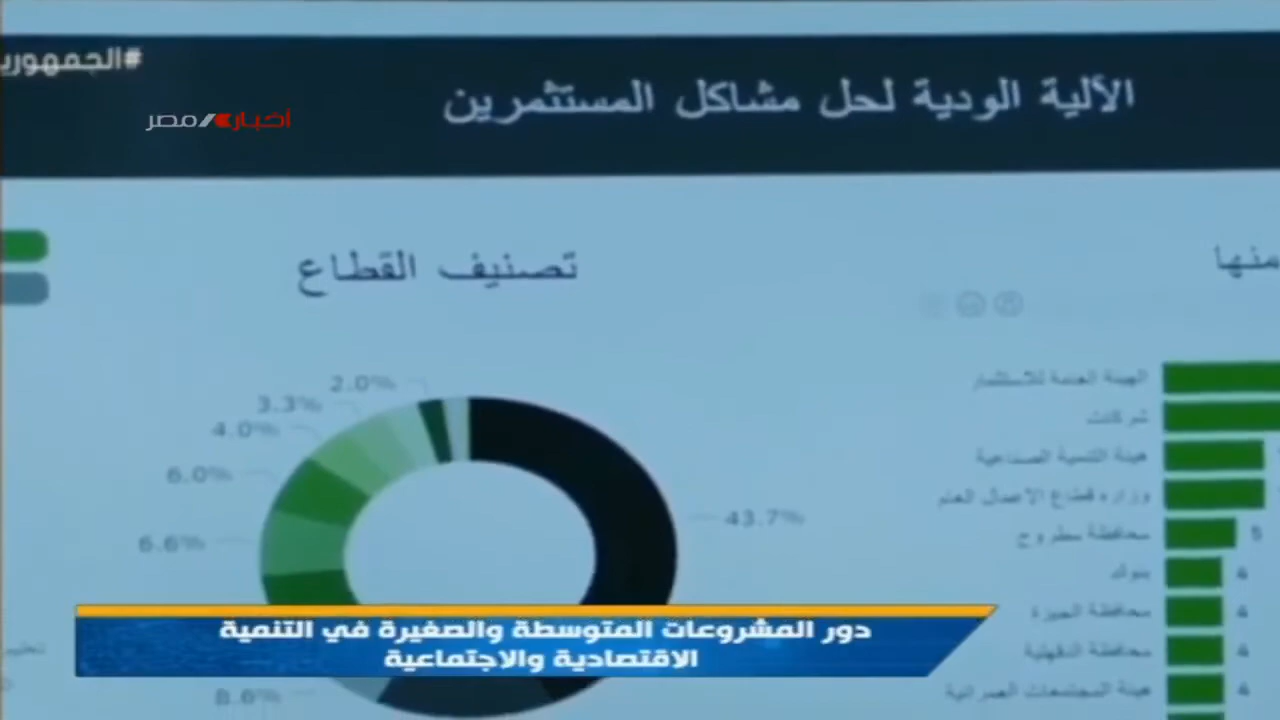 #الجمهوري
أخبار مصر
الآلية الودية لحل مشاكل المستثمرين
منها
تصنيف القطاع
2.0%
3.3%
4.0%
6.0%
6.6%
43.7%
8.6%
الهيئة العامة للاستثمار
شركات
هيئة التنمية الصناعية
وزارة قطاع الاعمال العام
محافظة مطروح 5
بنوك 4
محافظة الجيزة 4
محافظة الدقهلية 4
هيئة المجتمعات العمرانية 4
دور المشروعات المتوسطة والصغيرة في التنمية
الاقتصادية والاجتماعية